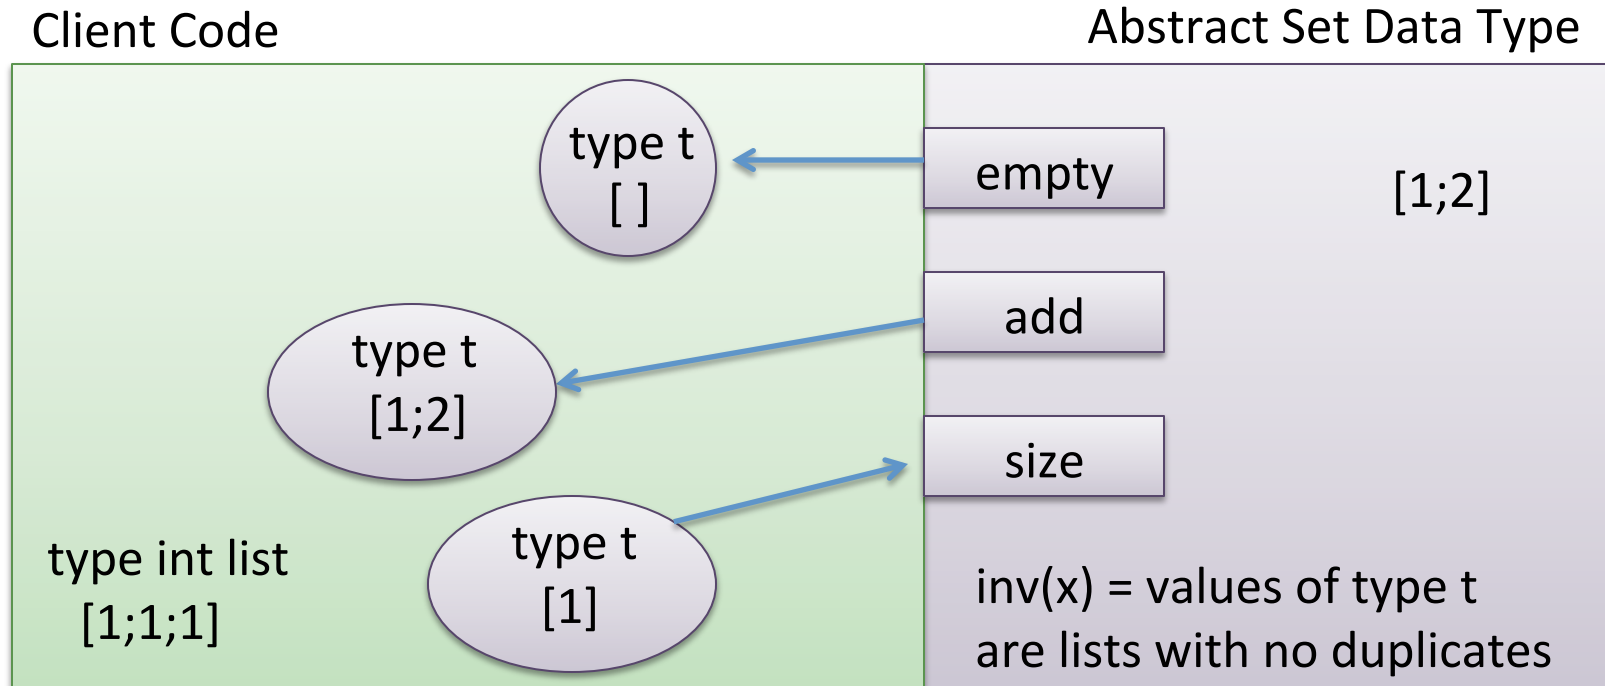 Client Code
Abstract Set Data Type
type t
[ ]
empty
[1;2]
add
type t
[1;2]
size
type t
[1]
type int list
[1;1;1]
inv(x) = values of type t
are lists with no duplicates